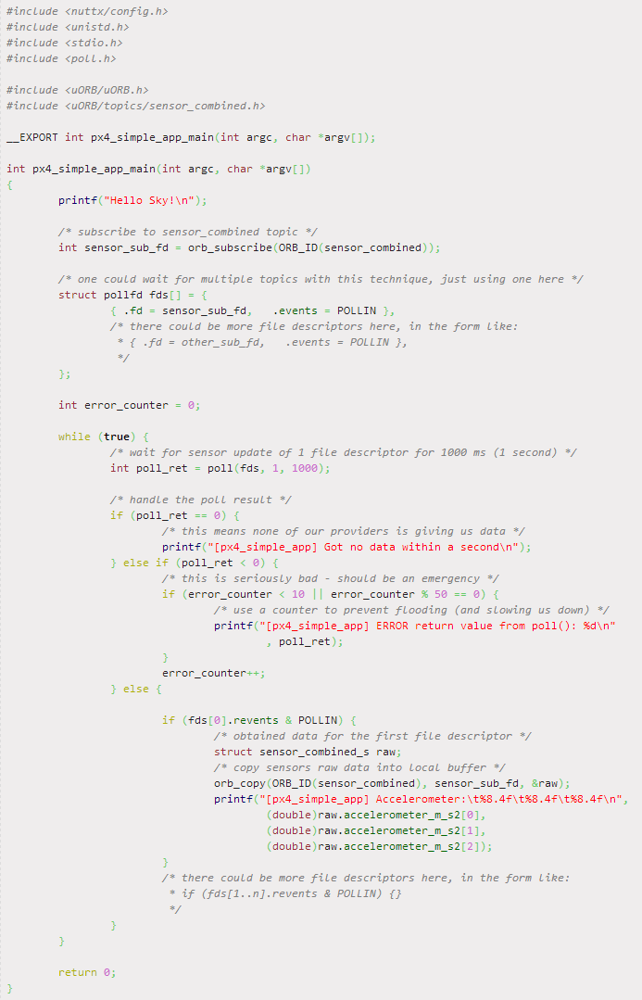 #include <nuttx/config.h>
#include <unistd.h>
#include <stdio.h>
#include <poll.h>

#include <uORB/uORB.h>
#include <uORB/topics/sensor_combined.h>

__EXPORT int px4_simple_app_main(int argc, char *argv[]);

int px4_simple_app_main(int argc, char *argv[])
{
        printf("Hello Sky!\n");

        /* subscribe to sensor_combined topic */
        int sensor_sub_fd = orb_subscribe(ORB_ID(sensor_combined));

        /* one could wait for multiple topics with this technique, just using one here */
        struct pollfd fds[] = {
                { .fd = sensor_sub_fd,   .events = POLLIN },
                /* there could be more file descriptors here, in the form like:
                 * { .fd = other_sub_fd,   .events = POLLIN },
                 */
        };

        int error_counter = 0;

        while (true) {
                /* wait for sensor update of 1 file descriptor for 1000 ms (1 second) */
                int poll_ret = poll(fds, 1, 1000);

                /* handle the poll result */
                if (poll_ret == 0) {
                        /* this means none of our providers is giving us data */
                        printf("[px4_simple_app] Got no data within a second\n");
                } else if (poll_ret < 0) {
                        /* this is seriously bad - should be an emergency */
                        if (error_counter < 10 || error_counter % 50 == 0) {
                                /* use a counter to prevent flooding (and slowing us down) */
                                printf("[px4_simple_app] ERROR return value from poll(): %d\n"
                                        , poll_ret);
                        }
                        error_counter++;
                } else {

                        if (fds[0].revents & POLLIN) {
                                /* obtained data for the first file descriptor */
                                struct sensor_combined_s raw;
                                /* copy sensors raw data into local buffer */
                                orb_copy(ORB_ID(sensor_combined), sensor_sub_fd, &raw);
                                printf("[px4_simple_app] Accelerometer:\t%8.4f\t%8.4f\t%8.4f\n",
                                        (double)raw.accelerometer_m_s2[0],
                                        (double)raw.accelerometer_m_s2[1],
                                        (double)raw.accelerometer_m_s2[2]);
                        }
                        /* there could be more file descriptors here, in the form like:
                         * if (fds[1..n].revents & POLLIN) {}
                         */
                }
        }

        return 0;
}